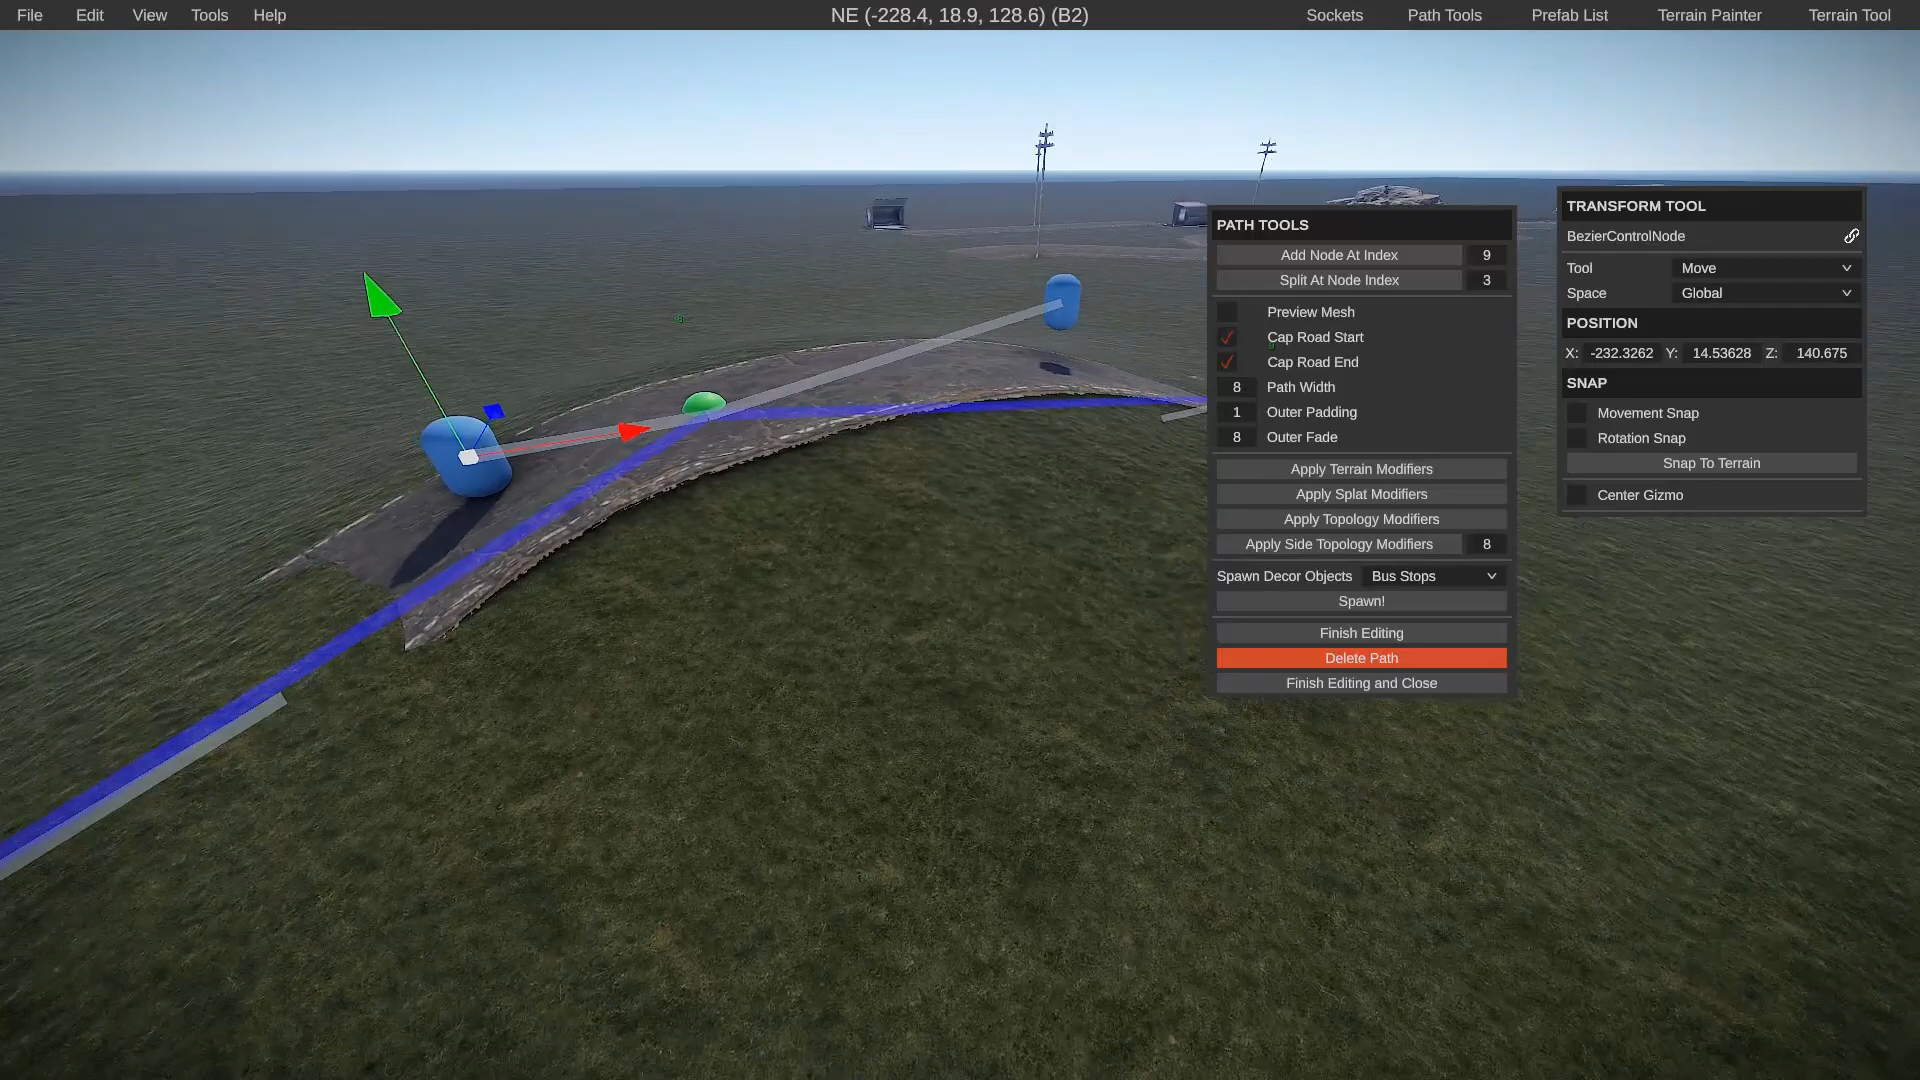 File Edit View Tools Help NE (-228.4, 18.9, 128.6) (B2) Sockets Path Tools Prefab List Terrain Painter Terrain Tool
PATH TOOLS
Add Node At Index 9
Split At Node Index 3
Preview Mesh
Cap Road Start
Cap Road End
8 Path Width
1 Outer Padding
8 Outer Fade
Apply Terrain Modifiers
Apply Splat Modifiers
Apply Topology Modifiers
Apply Side Topology Modifiers 8
Spawn Decor Objects Bus Stops
Spawn!
Finish Editing
Delete Path
Finish Editing and Close
TRANSFORM TOOL
BezierControlNode
Tool Move
Space Global
POSITION
X: -232.3262 Y: 14.53628 Z: 140.675
SNAP
Movement Snap
Rotation Snap
Snap To Terrain
Center Gizmo